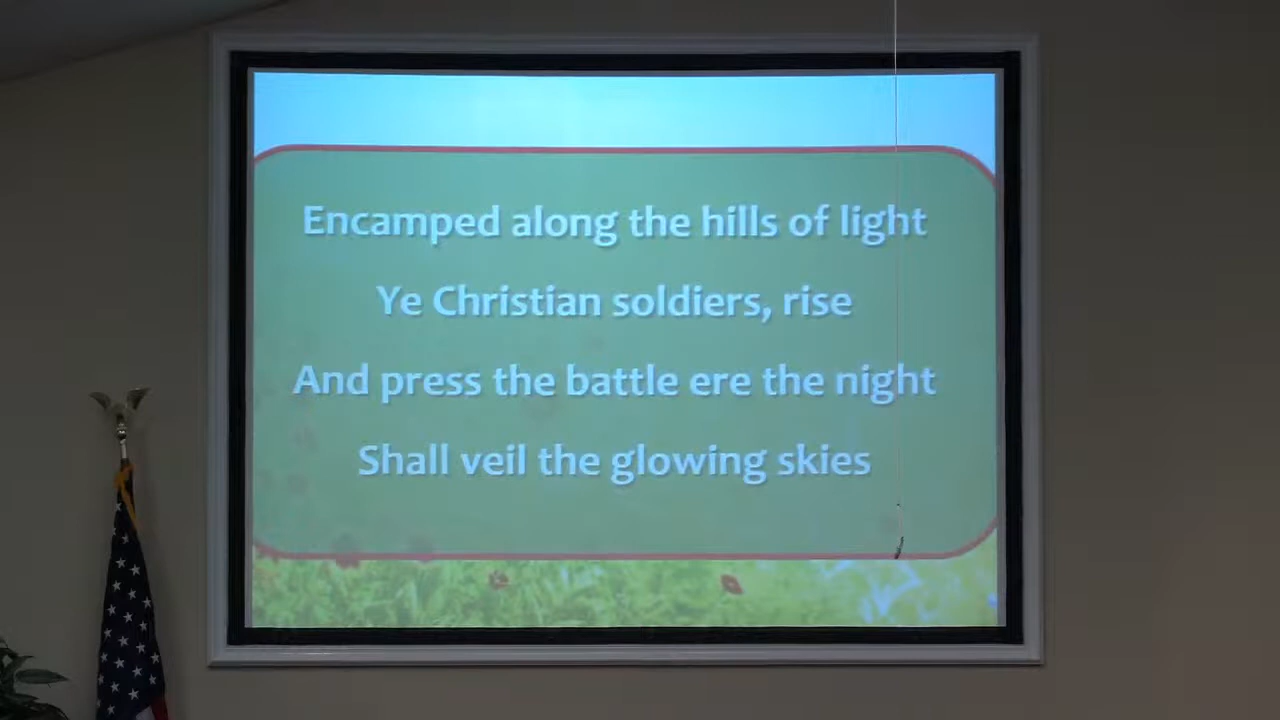 Encamped along the hills of light
Ye Christian soldiers, rise
And press the battle ere the night
Shall veil the glowing skies